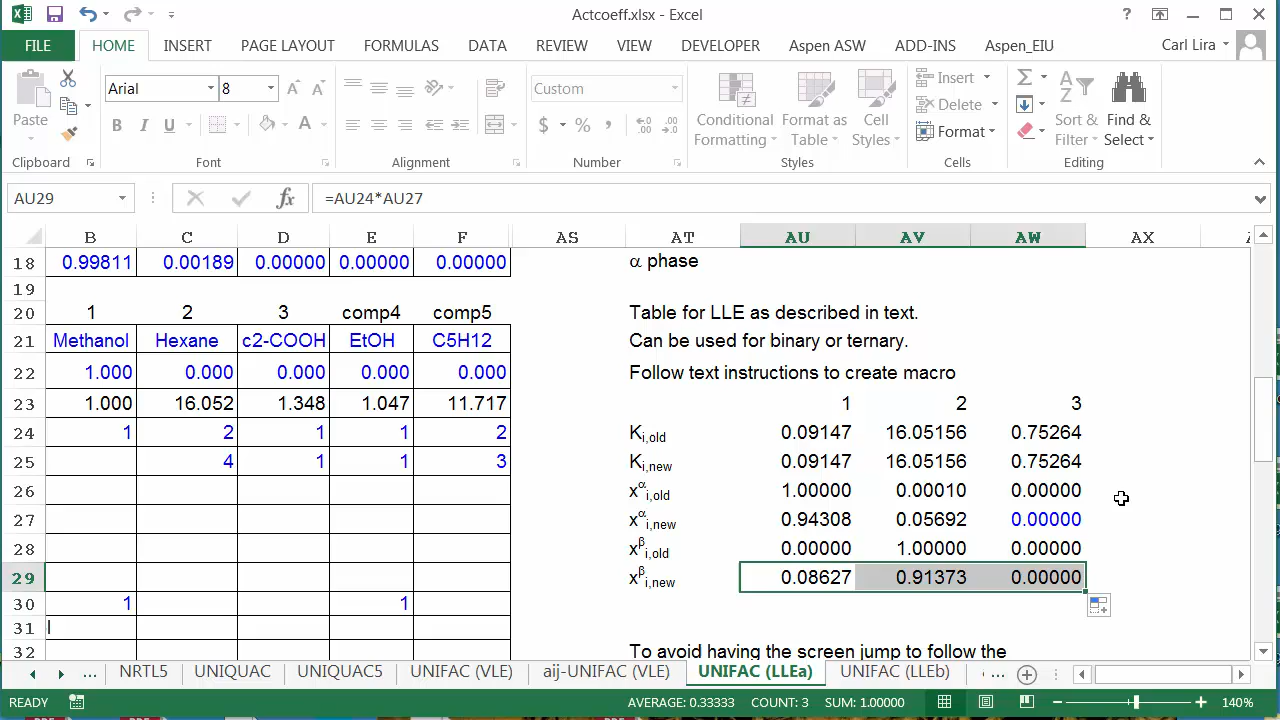 Actcoeff.xlsx - Excel
?
FILE HOME INSERT PAGE LAYOUT FORMULAS DATA REVIEW VIEW DEVELOPER Aspen ASW ADD-INS Aspen_EIU Carl Lira
Paste
Clipboard
Arial 8
B I U A
Font
Alignment
Custom
$ % ,
Number
Conditional Formatting
Format as Table
Cell Styles
Styles
Insert
Delete
Format
Cells
Sort & Filter
Find & Select
Editing
AU29 fx =AU24*AU27
B C D E F AS AT AU AV AW AX
18 0.99811 0.00189 0.00000 0.00000 0.00000 α phase
19
20 1 2 3 comp4 comp5 Table for LLE as described in text.
21 Methanol Hexane c2-COOH EtOH C5H12 Can be used for binary or ternary.
22 1.000 0.000 0.000 0.000 0.000 Follow text instructions to create macro
23 1.000 16.052 1.348 1.047 11.717 1 2 3
24 1 2 1 1 2 Ki,old 0.09147 16.05156 0.75264
25 4 1 1 3 Ki,new 0.09147 16.05156 0.75264
26 xαi,old 1.00000 0.00010 0.00000
27 xαi,new 0.94308 0.05692 0.00000
28 xβi,old 0.00000 1.00000 0.00000
29 xβi,new 0.08627 0.91373 0.00000
30 1 1
31
32 To avoid having the screen jump to follow the
... NRTL5 UNIQUAC UNIQUAC5 UNIFAC (VLE) aij-UNIFAC (VLE) UNIFAC (LLEa) UNIFAC (LLEb) ...
READY AVERAGE: 0.33333 COUNT: 3 SUM: 1.00000 140%